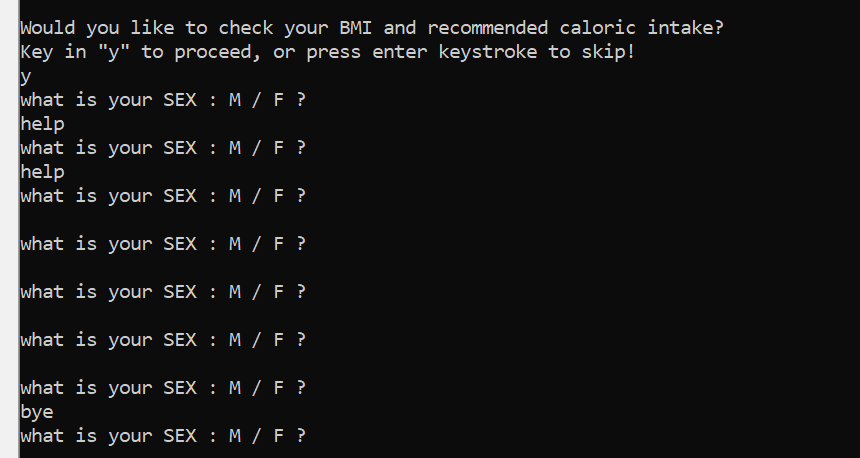 Would you like to check your BMI and recommended caloric intake?
Key in "y" to proceed, or press enter keystroke to skip!
y
what is your SEX : M / F ?
help
what is your SEX : M / F ?
help
what is your SEX : M / F ?
what is your SEX : M / F ?
what is your SEX : M / F ?
what is your SEX : M / F ?
what is your SEX : M / F ?
bye
what is your SEX : M / F ?